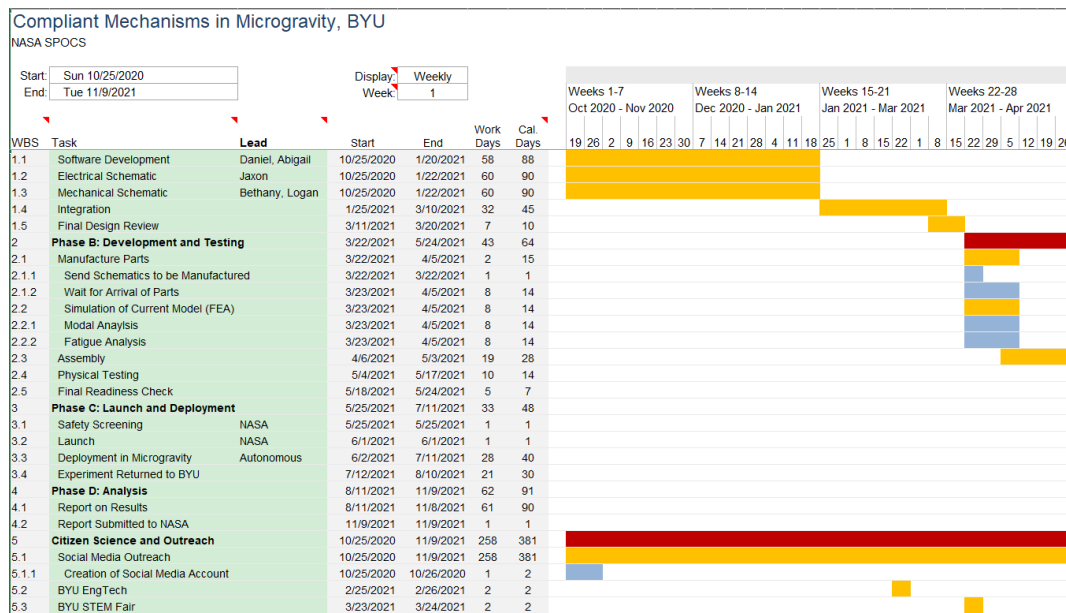 Compliant Mechanisms in Microgravity, BYU
NASA SPOCS
Start: Sun 10/25/2020 Display: Weekly
End: Tue 11/9/2021 Week: 1
Weeks 1-7 Weeks 8-14 Weeks 15-21 Weeks 22-28
Oct 2020 - Nov 2020 Dec 2020 - Jan 2021 Jan 2021 - Mar 2021 Mar 2021 - Apr 2021
Work Cal.
WBS Task Lead Start End Days Days 19 26 2 9 16 23 30 7 14 21 28 4 11 18 25 1 8 15 22 1 8 15 22 29 5 12 19 26
1.1 Software Development Daniel, Abigail 10/25/2020 1/20/2021 58 88
1.2 Electrical Schematic Jaxon 10/25/2020 1/22/2021 60 90
1.3 Mechanical Schematic Bethany, Logan 10/25/2020 1/22/2021 60 90
1.4 Integration 1/25/2021 3/10/2021 32 45
1.5 Final Design Review 3/11/2021 3/20/2021 7 10
2 Phase B: Development and Testing 3/22/2021 5/24/2021 43 64
2.1 Manufacture Parts 3/22/2021 4/5/2021 2 15
2.1.1 Send Schematics to be Manufactured 3/22/2021 3/22/2021 1 1
2.1.2 Wait for Arrival of Parts 3/23/2021 4/5/2021 8 14
2.2 Simulation of Current Model (FEA) 3/23/2021 4/5/2021 8 14
2.2.1 Modal Anaylsis 3/23/2021 4/5/2021 8 14
2.2.2 Fatigue Analysis 3/23/2021 4/5/2021 8 14
2.3 Assembly 4/6/2021 5/3/2021 19 28
2.4 Physical Testing 5/4/2021 5/17/2021 10 14
2.5 Final Readiness Check 5/18/2021 5/24/2021 5 7
3 Phase C: Launch and Deployment 5/25/2021 7/11/2021 33 48
3.1 Safety Screening NASA 5/25/2021 5/25/2021 1 1
3.2 Launch NASA 6/1/2021 6/1/2021 1 1
3.3 Deployment in Microgravity Autonomous 6/2/2021 7/11/2021 28 40
3.4 Experiment Returned to BYU 7/12/2021 8/10/2021 21 30
4 Phase D: Analysis 8/11/2021 11/9/2021 62 91
4.1 Report on Results 8/11/2021 11/8/2021 61 90
4.2 Report Submitted to NASA 11/9/2021 11/9/2021 1 1
5 Citizen Science and Outreach 10/25/2020 11/9/2021 258 381
5.1 Social Media Outreach 10/25/2020 11/9/2021 258 381
5.1.1 Creation of Social Media Account 10/25/2020 10/26/2020 1 2
5.2 BYU EngTech 2/25/2021 2/26/2021 2 2
5.3 BYU STEM Fair 3/23/2021 3/24/2021 2 2